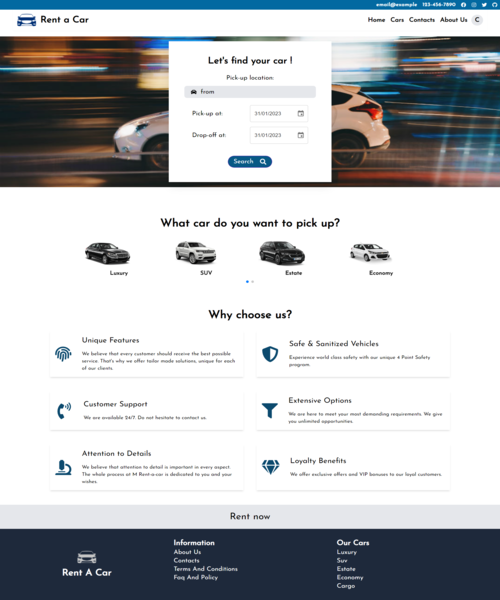 email@example 123-456-7890
Rent a Car
Home Cars Contacts About Us C
Let's find your car !
Pick-up location:
from
Pick-up at: 31/01/2023
Drop-off at: 31/01/2023
Search
What car do you want to pick up?
Luxury SUV Estate Economy
Why choose us?
Unique Features
We believe that every customer should receive the best possible
service. That's why we offer tailor made solutions, unique for each
of our clients.
Safe & Sanitized Vehicles
Experience world class safety with our unique 4 Point Safety
program.
Customer Support
We are available 24/7. Do not hesitate to contact us.
Extensive Options
We are here to meet your most demanding requirements. We give
you unlimited opportunities.
Attention to Details
We believe that attention to detail is important in every aspect.
The whole process at M Rent-a-car is dedicated to you and your
wishes.
Loyalty Benefits
We offer exclusive offers and VIP bonuses to our loyal customers.
Rent now
Rent A Car
Information
About Us
Contacts
Terms And Conditions
Faq And Policy
Our Cars
Luxury
Suv
Estate
Economy
Cargo